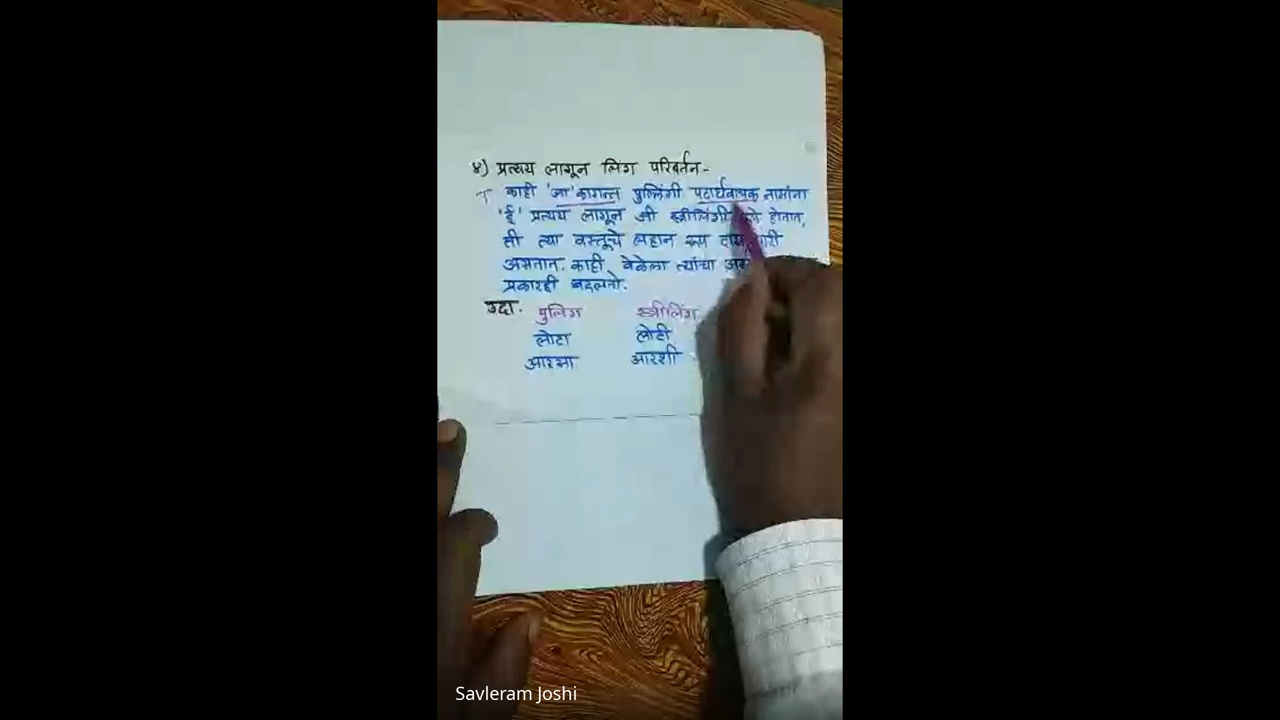 ४) प्रत्यय लागून लिंग परिवर्तन-
काही 'आ'कारान्त पुल्लिंगी पदार्थवाचक नामांना
'ई' प्रत्यय लागून जी स्त्रीलिंगी रूपे होतात,
ती त्या वस्तूचे लहान रूप
असतात. काही वेळेला त्यांचा
प्रकारही बदलतो.
उदा. पुलिंग स्त्रीलिंग
लोटा लोटी
आरसा आरशी
Savleram Joshi